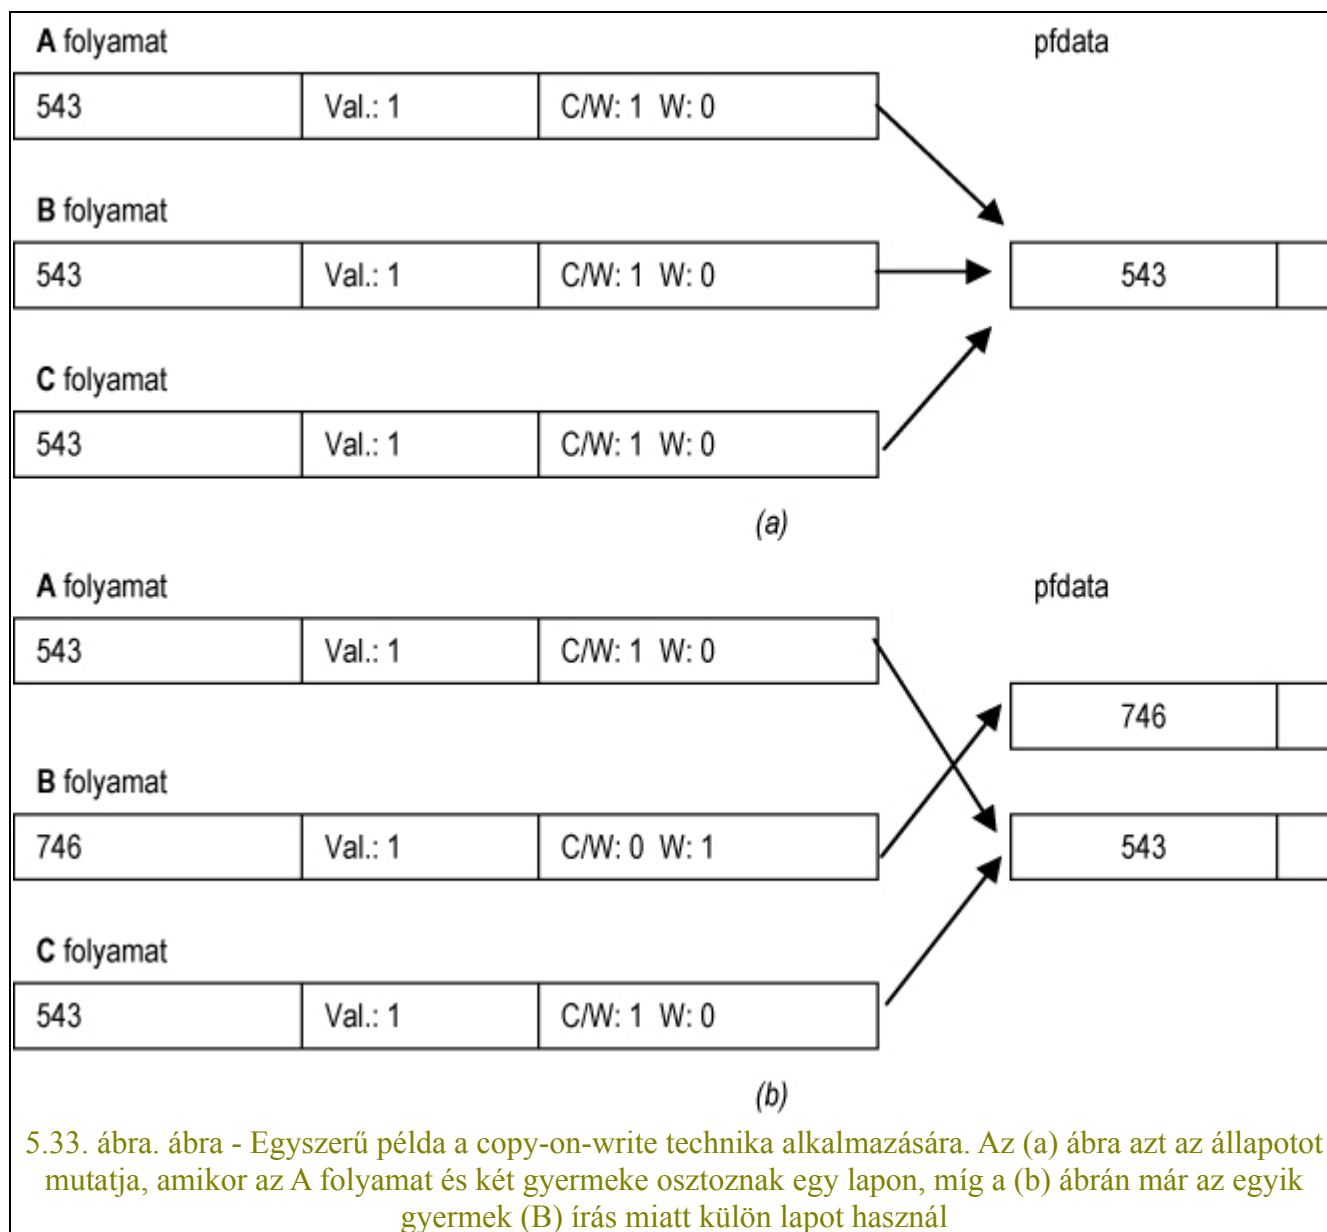 A folyamat pfdata
543 Val.: 1 C/W: 1 W: 0
B folyamat
543 Val.: 1 C/W: 1 W: 0 543
C folyamat
543 Val.: 1 C/W: 1 W: 0
(a)
A folyamat pfdata
543 Val.: 1 C/W: 1 W: 0
746
B folyamat
746 Val.: 1 C/W: 0 W: 1 543
C folyamat
543 Val.: 1 C/W: 1 W: 0
(b)
5.33. ábra. ábra - Egyszerű példa a copy-on-write technika alkalmazására. Az (a) ábra azt az állapotot
mutatja, amikor az A folyamat és két gyermeke osztoznak egy lapon, míg a (b) ábrán már az egyik
gyermek (B) írás miatt külön lapot használ